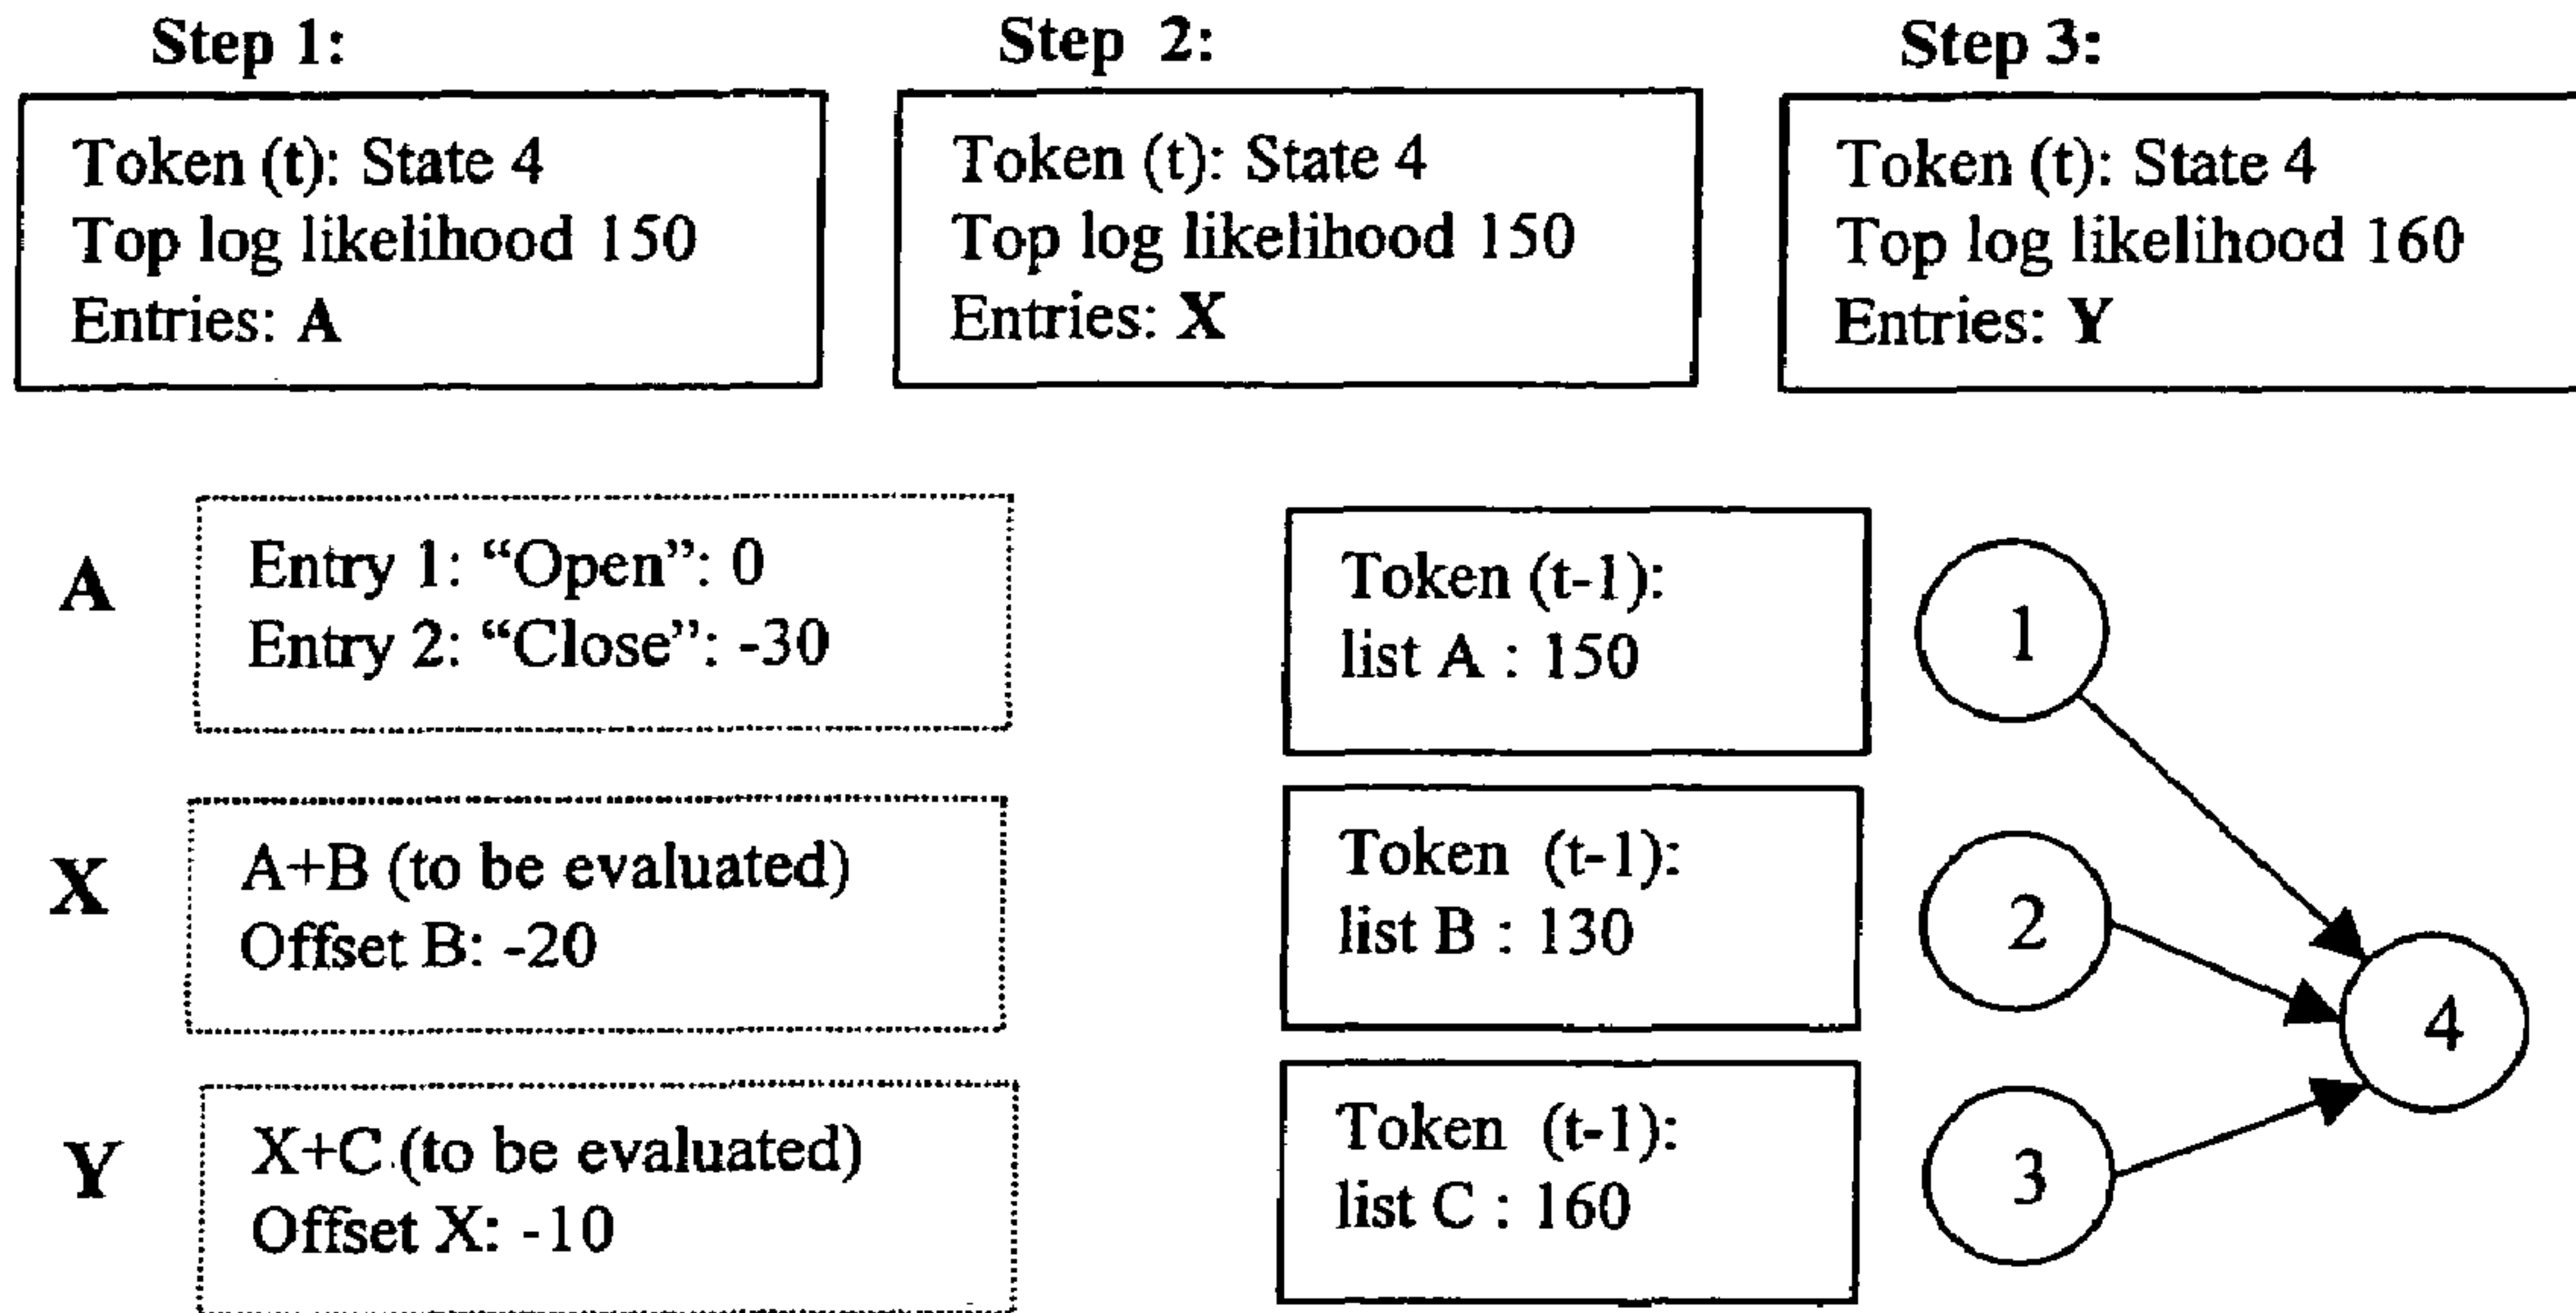 Step 1:
Token (t): State 4
Top log likelihood 150
Entries: A
Step 2:
Token (t): State 4
Top log likelihood 150
Entries: X
Step 3:
Token (t): State 4
Top log likelihood 160
Entries: Y
A
Entry 1: “Open”: 0
Entry 2: “Close”: -30
X
A+B (to be evaluated)
Offset B: -20
Y
X+C (to be evaluated)
Offset X: -10
Token (t-1):
list A : 150
Token (t-1):
list B : 130
Token (t-1):
list C : 160
1
2
3
4